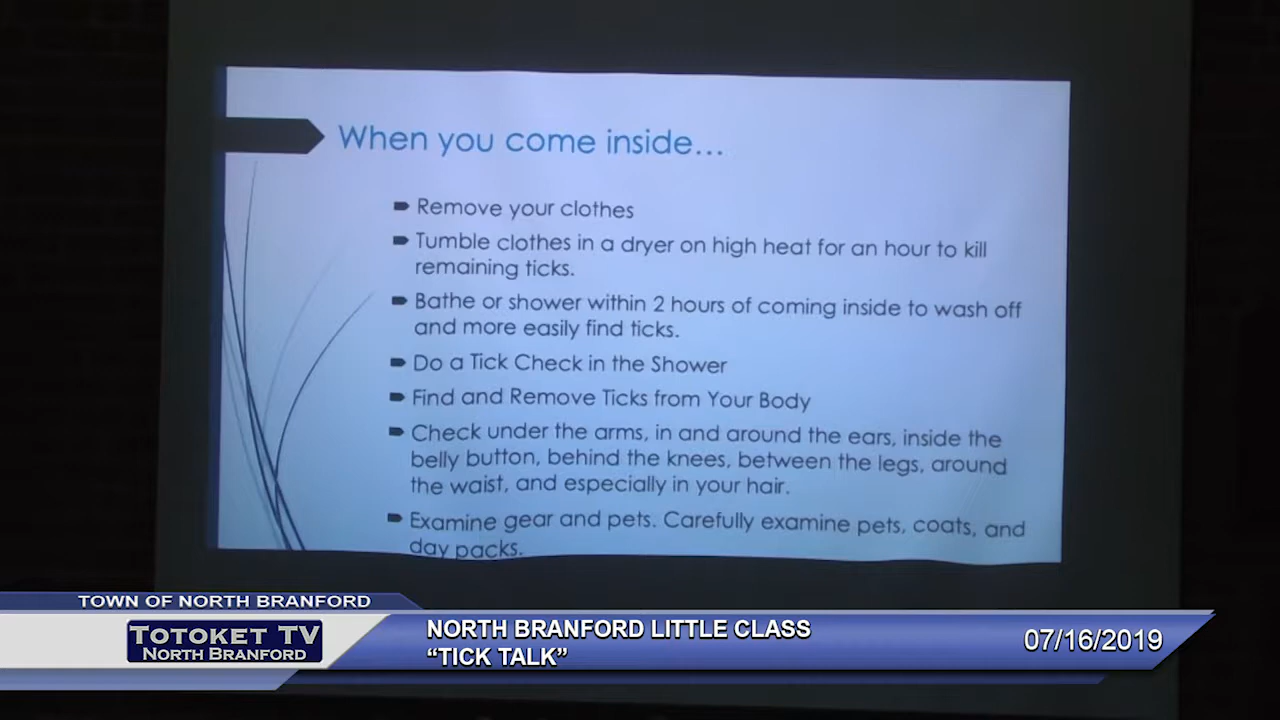 When you come inside...
Remove your clothes
Tumble clothes in a dryer on high heat for an hour to kill
remaining ticks.
Bathe or shower within 2 hours of coming inside to wash off
and more easily find ticks.
Do a Tick Check in the Shower
Find and Remove Ticks from Your Body
Check under the arms, in and around the ears, inside the
belly button, behind the knees, between the legs, around
the waist, and especially in your hair.
Examine gear and pets. Carefully examine pets, coats, and
day packs.
TOWN OF NORTH BRANFORD
TOTOKET TV
NORTH BRANFORD
NORTH BRANFORD LITTLE CLASS
“TICK TALK”
07/16/2019